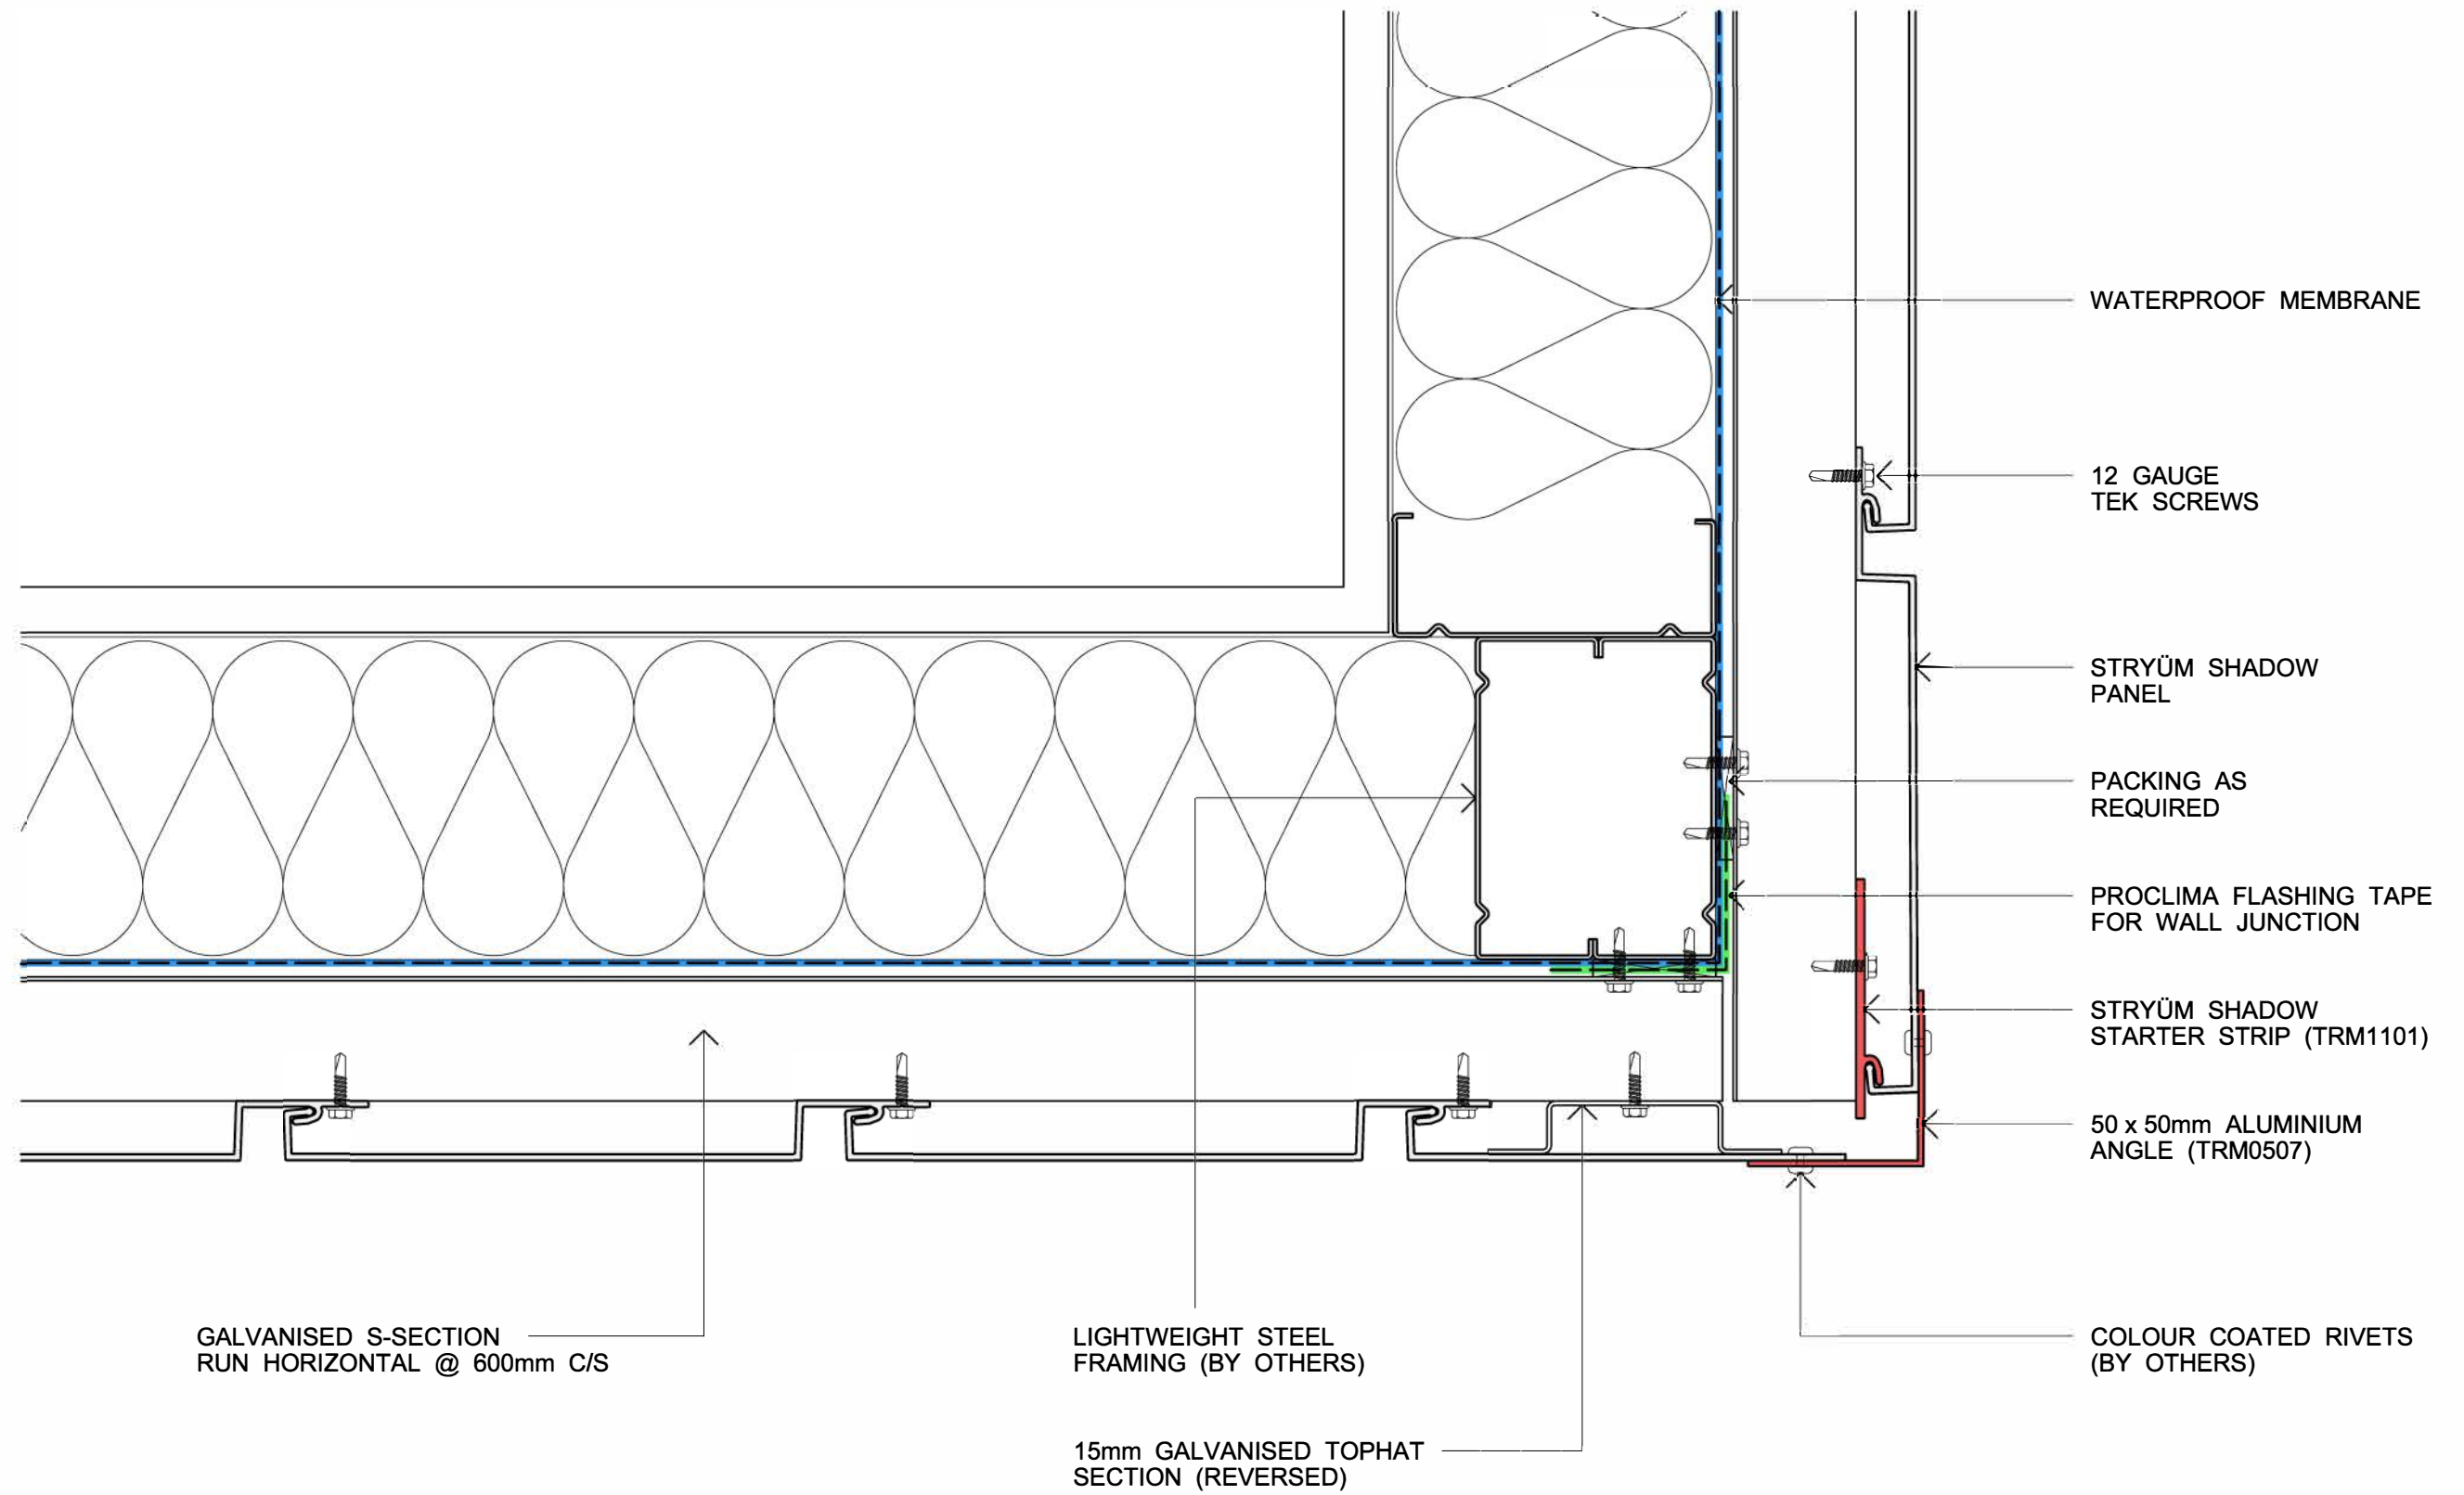 WATERPROOF MEMBRANE
12 GAUGE
TEK SCREWS
STRYÜM SHADOW
PANEL
PACKING AS
REQUIRED
PROCLIMA FLASHING TAPE
FOR WALL JUNCTION
STRYÜM SHADOW
STARTER STRIP (TRM1101)
50 x 50mm ALUMINIUM
ANGLE (TRM0507)
GALVANISED S-SECTION
RUN HORIZONTAL @ 600mm C/S
LIGHTWEIGHT STEEL
FRAMING (BY OTHERS)
COLOUR COATED RIVETS
(BY OTHERS)
15mm GALVANISED TOPHAT
SECTION (REVERSED)